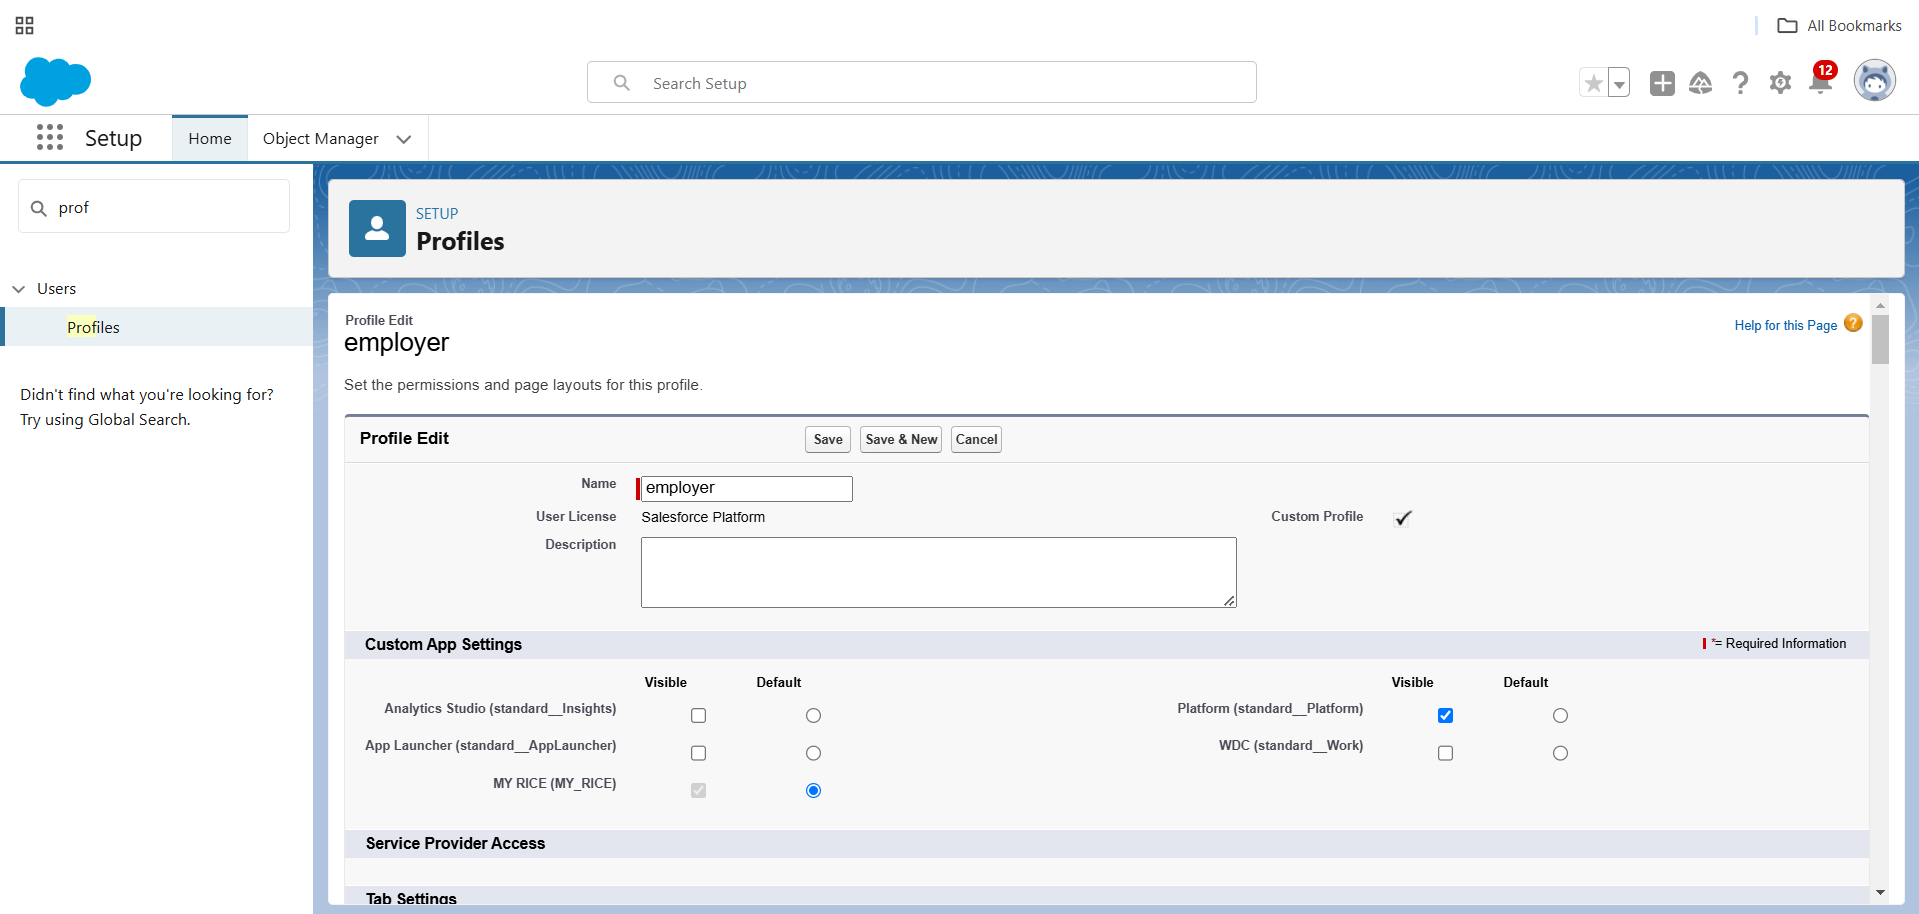 All Bookmarks
Search Setup
12
Setup
Home
Object Manager
prof
Users
Profiles
Didn't find what you're looking for?
Try using Global Search.
SETUP
Profiles
Profile Edit
employer
Help for this Page ?
Set the permissions and page layouts for this profile.
Profile Edit
Save
Save & New
Cancel
Name
employer
User License
Salesforce Platform
Custom Profile
Description
Custom App Settings
*= Required Information
Visible Default
Visible Default
Analytics Studio (standard__Insights)
Platform (standard__Platform)
App Launcher (standard__AppLauncher)
WDC (standard__Work)
MY RICE (MY_RICE)
Service Provider Access
Tab Settings